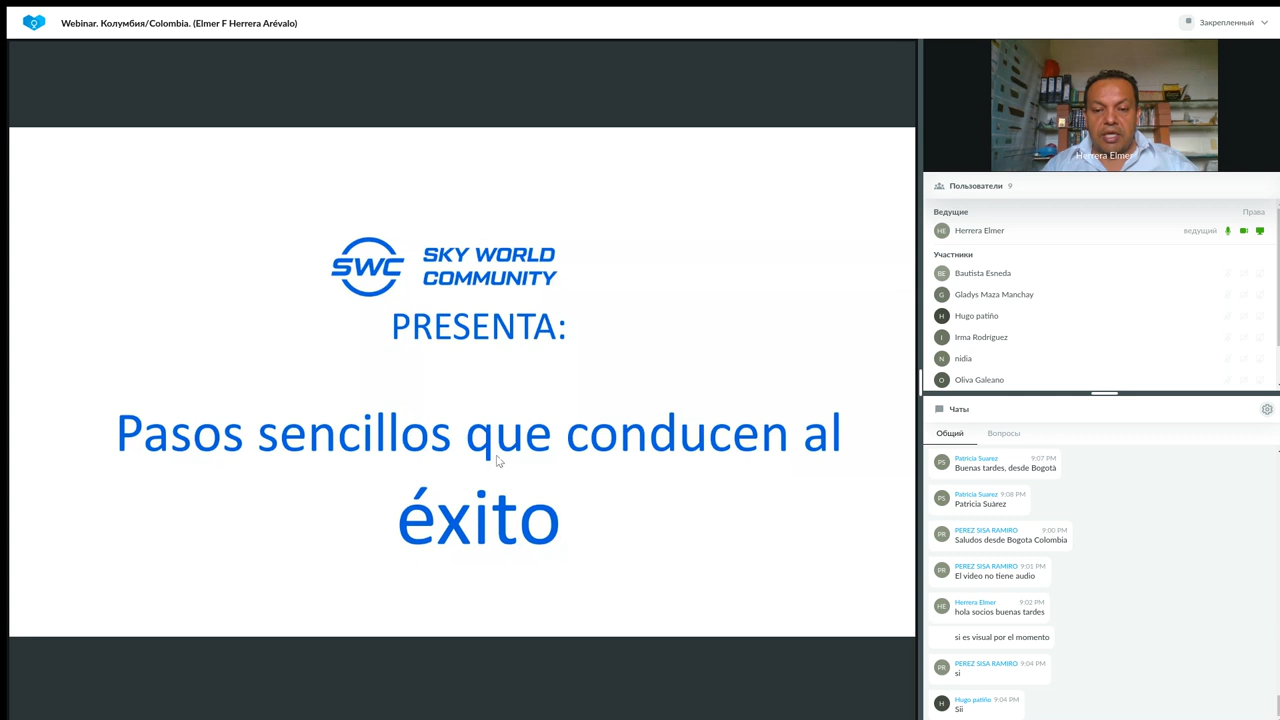 Webinar. Колумбия/Colombia. (Elmer F Herrera Arévalo)
Закрепленный
SWC
SKY WORLD
COMMUNITY
PRESENTA:
Pasos sencillos que conducen al
éxito
Herrera Elmer
Пользователи 9
Ведущие Права
HE Herrera Elmer ведущий
Участники
BE Bautista Esneda
G Gladys Maza Manchay
H Hugo patiño
I Irma Rodríguez
N nidia
O Oliva Galeano
Чаты
Общий Вопросы
PS Patricia Suarez 9:07 PM
Buenas tardes, desde Bogotà
PS Patricia Suarez 9:08 PM
Patricia Suàrez
PR PEREZ SISA RAMIRO 9:00 PM
Saludos desde Bogota Colombia
PR PEREZ SISA RAMIRO 9:01 PM
El video no tiene audio
HE Herrera Elmer 9:02 PM
hola socios buenas tardes
si es visual por el momento
PR PEREZ SISA RAMIRO 9:04 PM
si
H Hugo patiño 9:04 PM
Sii